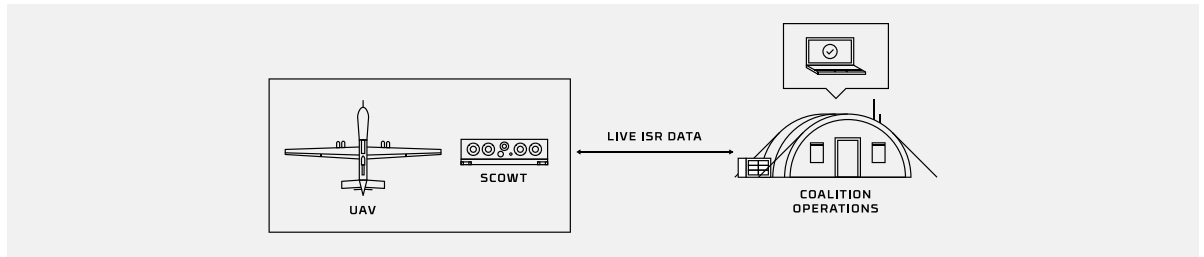 LIVE ISR DATA
SCOWT
UAV
COALITION
OPERATIONS